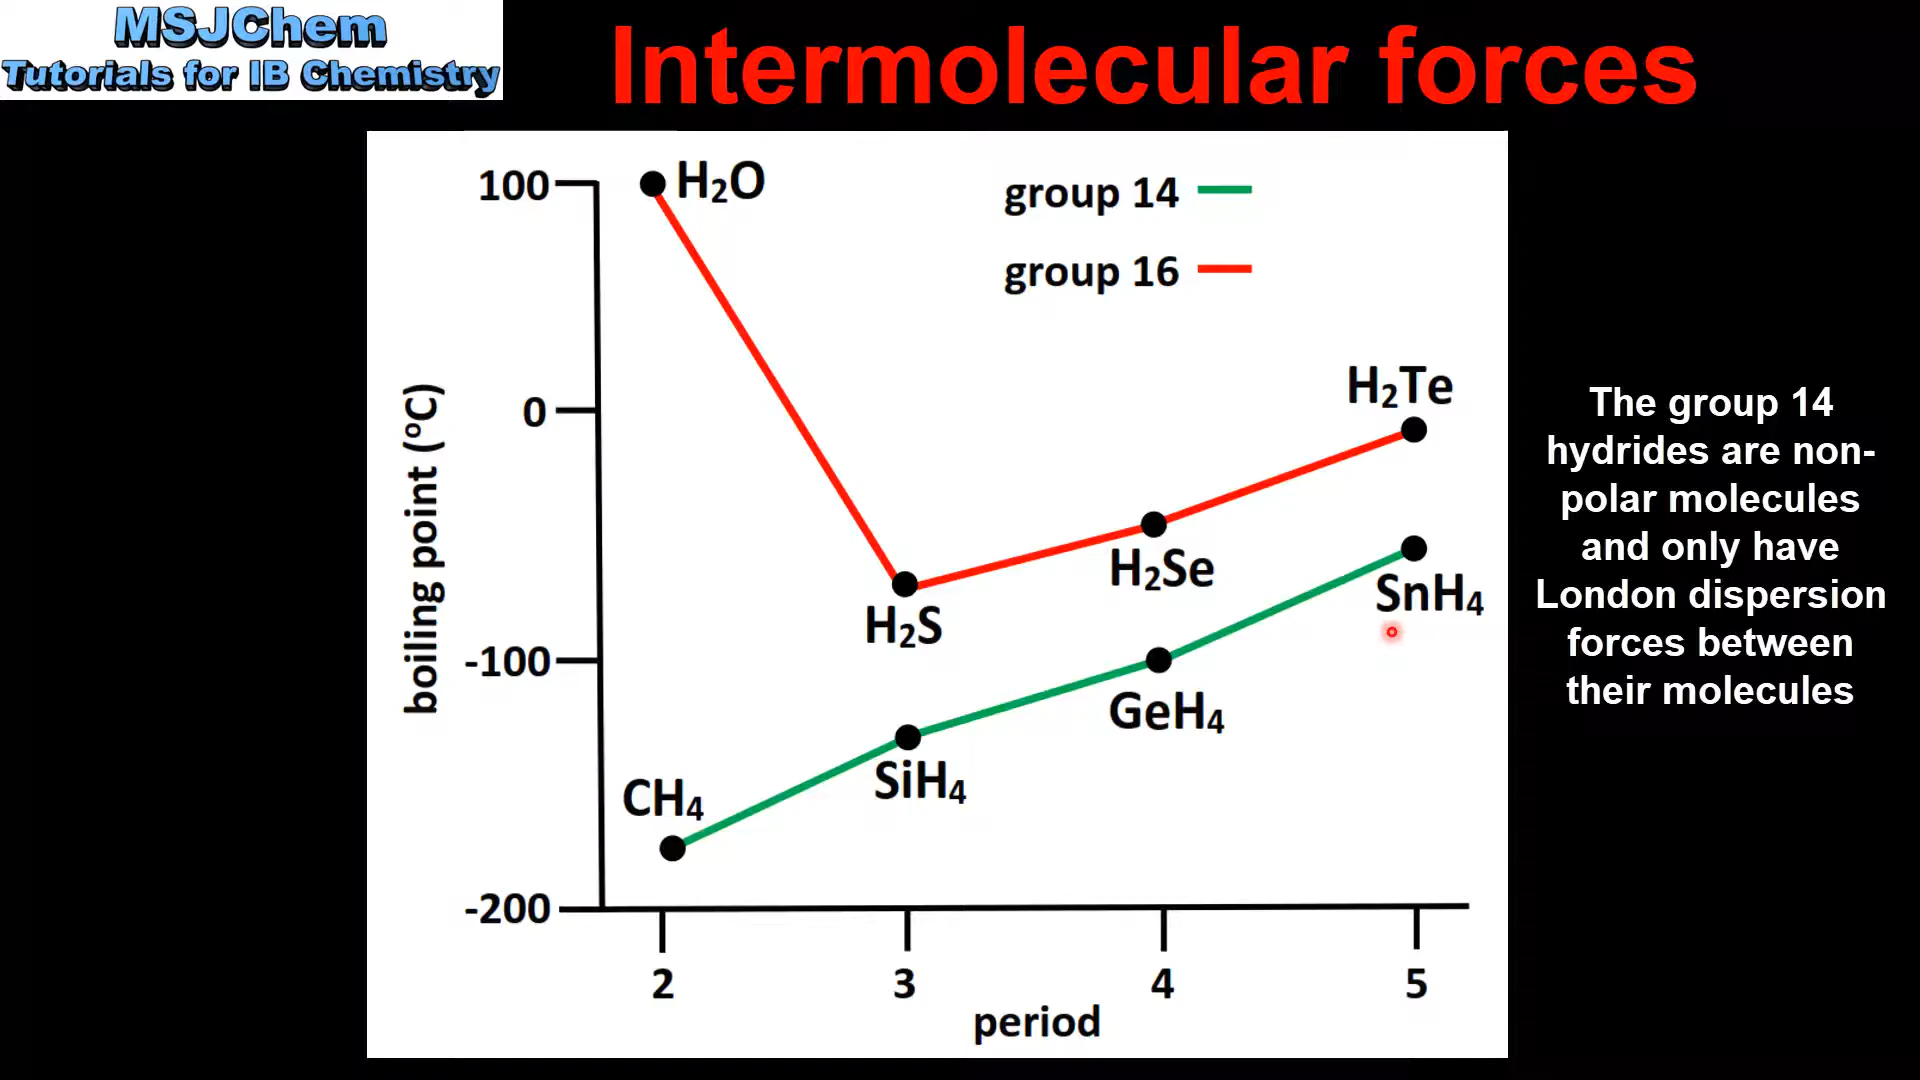 MSJChem
Tutorials for IB Chemistry
Intermolecular forces
100
H₂O
group 14
group 16
0
H₂Te
boiling point (°C)
H₂Se
SnH₄
H₂S
-100
GeH₄
SiH₄
CH₄
-200
2 3 4 5
period
The group 14
hydrides are non-
polar molecules
and only have
London dispersion
forces between
their molecules